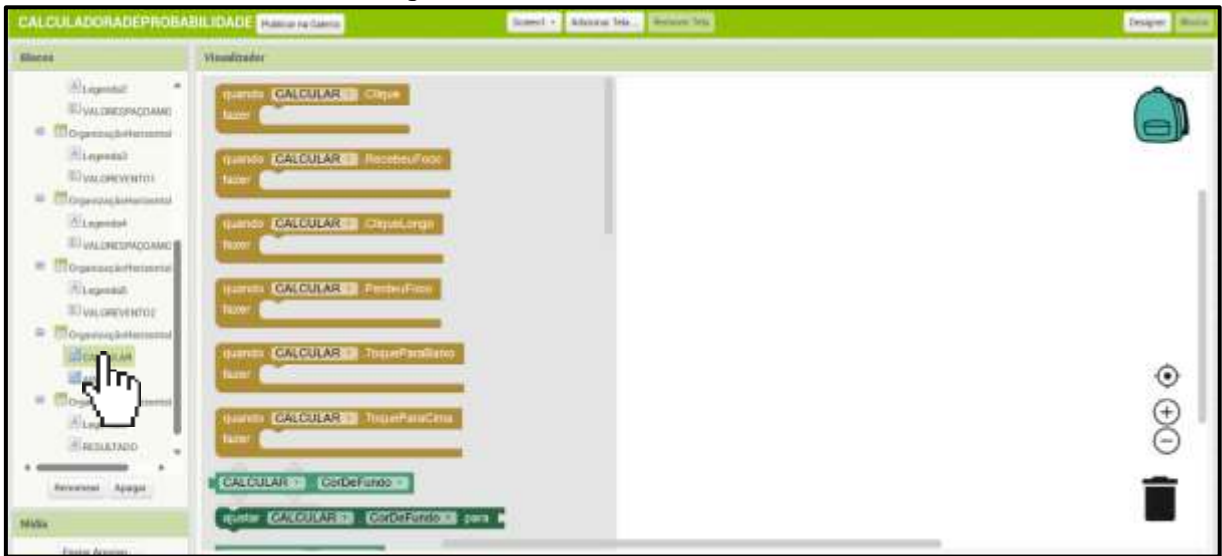 CALCULADORADEPROBABILIDADE Publicar na Galeria Screen1 Adicionar Tela... Remover Tela Designer Blocos
Blocos
Visualizador
Legenda2
VALORESPAÇOAMO
OrganizaçãoHorizontal
Legenda3
VALOREVENTO1
OrganizaçãoHorizontal
Legenda4
VALORESPAÇOAMO
OrganizaçãoHorizontal
Legenda5
VALOREVENTO2
OrganizaçãoHorizontal
RESULTADO
Renomear Apagar
Mídia
Enviar Arquivo
quando CALCULAR .Clique
fazer
quando CALCULAR .RecebeuFoco
fazer
quando CALCULAR .CliqueLongo
fazer
quando CALCULAR .PerdeuFoco
fazer
quando CALCULAR .ToqueParaBaixo
fazer
quando CALCULAR .ToqueParaCima
fazer
CALCULAR . CorDeFundo
ajustar CALCULAR . CorDeFundo para